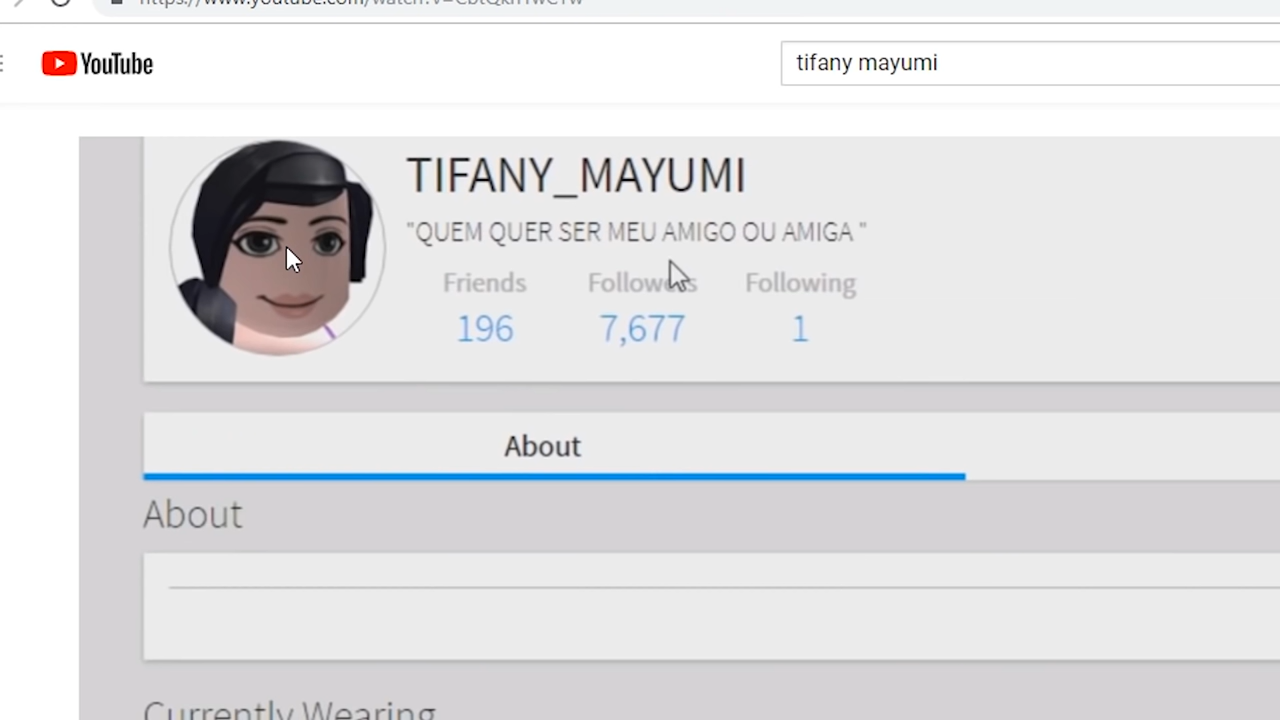 YouTube
tifany mayumi
TIFANY_MAYUMI
"QUEM QUER SER MEU AMIGO OU AMIGA "
Friends Followers Following
196 7,677 1
About
About
Currently Wearing